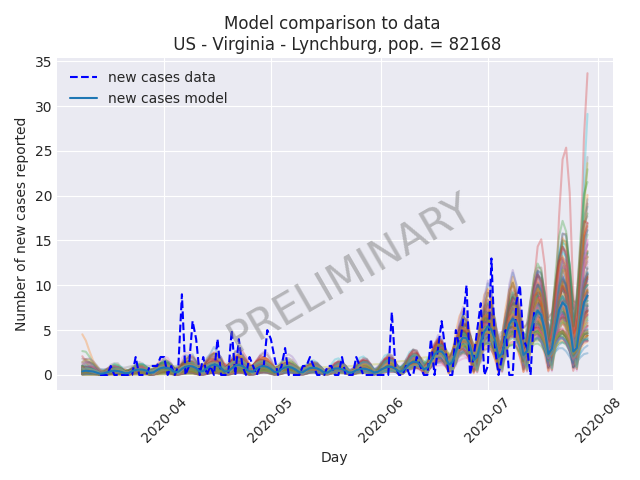 Model comparison to data
US - Virginia - Lynchburg, pop. = 82168
35
30
25
20
15
10
5
0
Number of new cases reported
new cases data
new cases model
PRELIMINARY
2020-04
2020-05
2020-06
2020-07
2020-08
Day